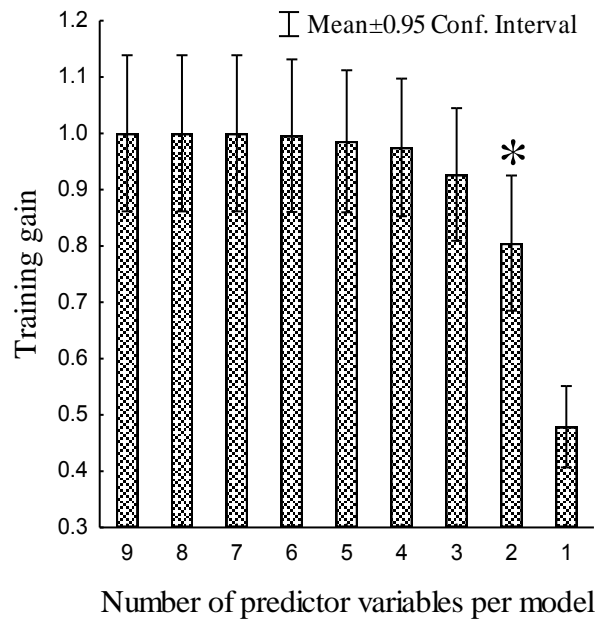 Mean±0.95 Conf. Interval
1.2
1.1
1.0
0.9
0.8
0.7
0.6
0.5
0.4
0.3
Training gain
*
9 8 7 6 5 4 3 2 1
Number of predictor variables per model